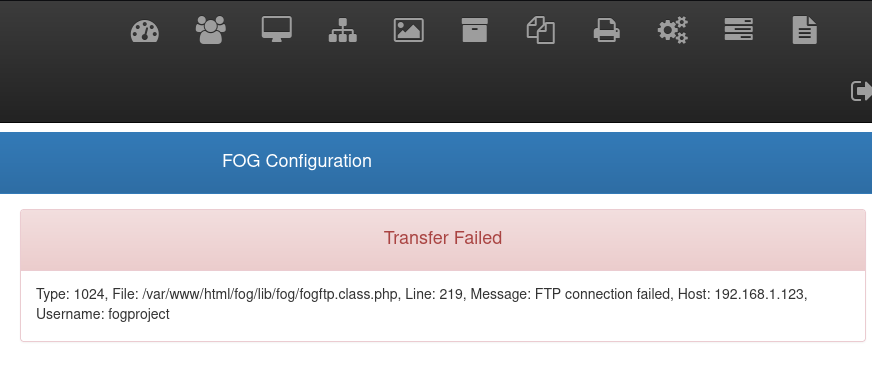 FOG Configuration
Transfer Failed
Type: 1024, File: /var/www/html/fog/lib/fog/fogftp.class.php, Line: 219, Message: FTP connection failed, Host: 192.168.1.123,
Username: fogproject